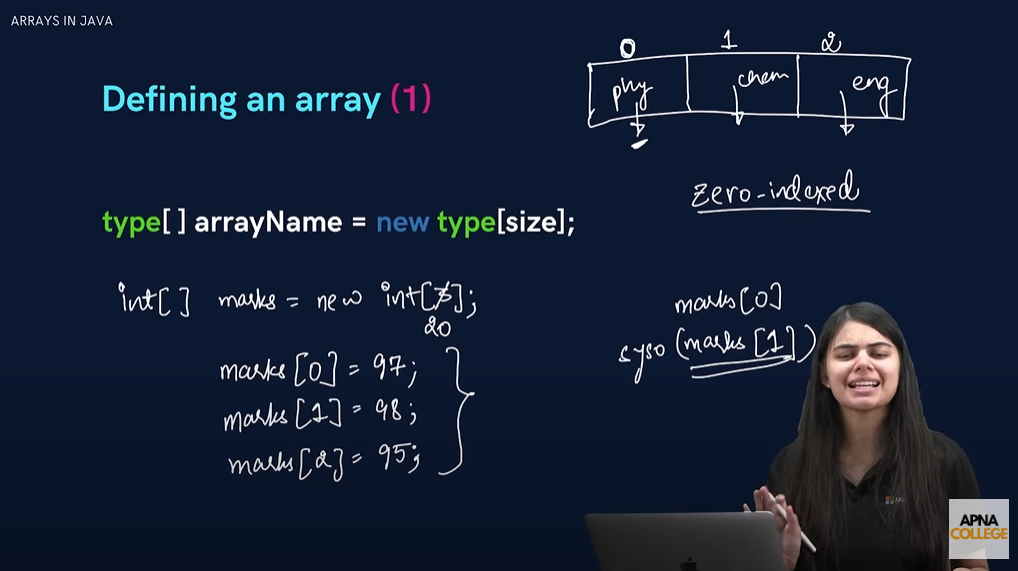 ARRAYS IN JAVA
Defining an array (1)
0 1 2
phy chem eng
zero-indexed
type[ ] arrayName = new type[size];
int[ ] marks = new int[3];
20
marks[0] = 97;
marks[1] = 98;
marks[2] = 95;
marks[0]
syso (marks[1])
APNA
COLLEGE